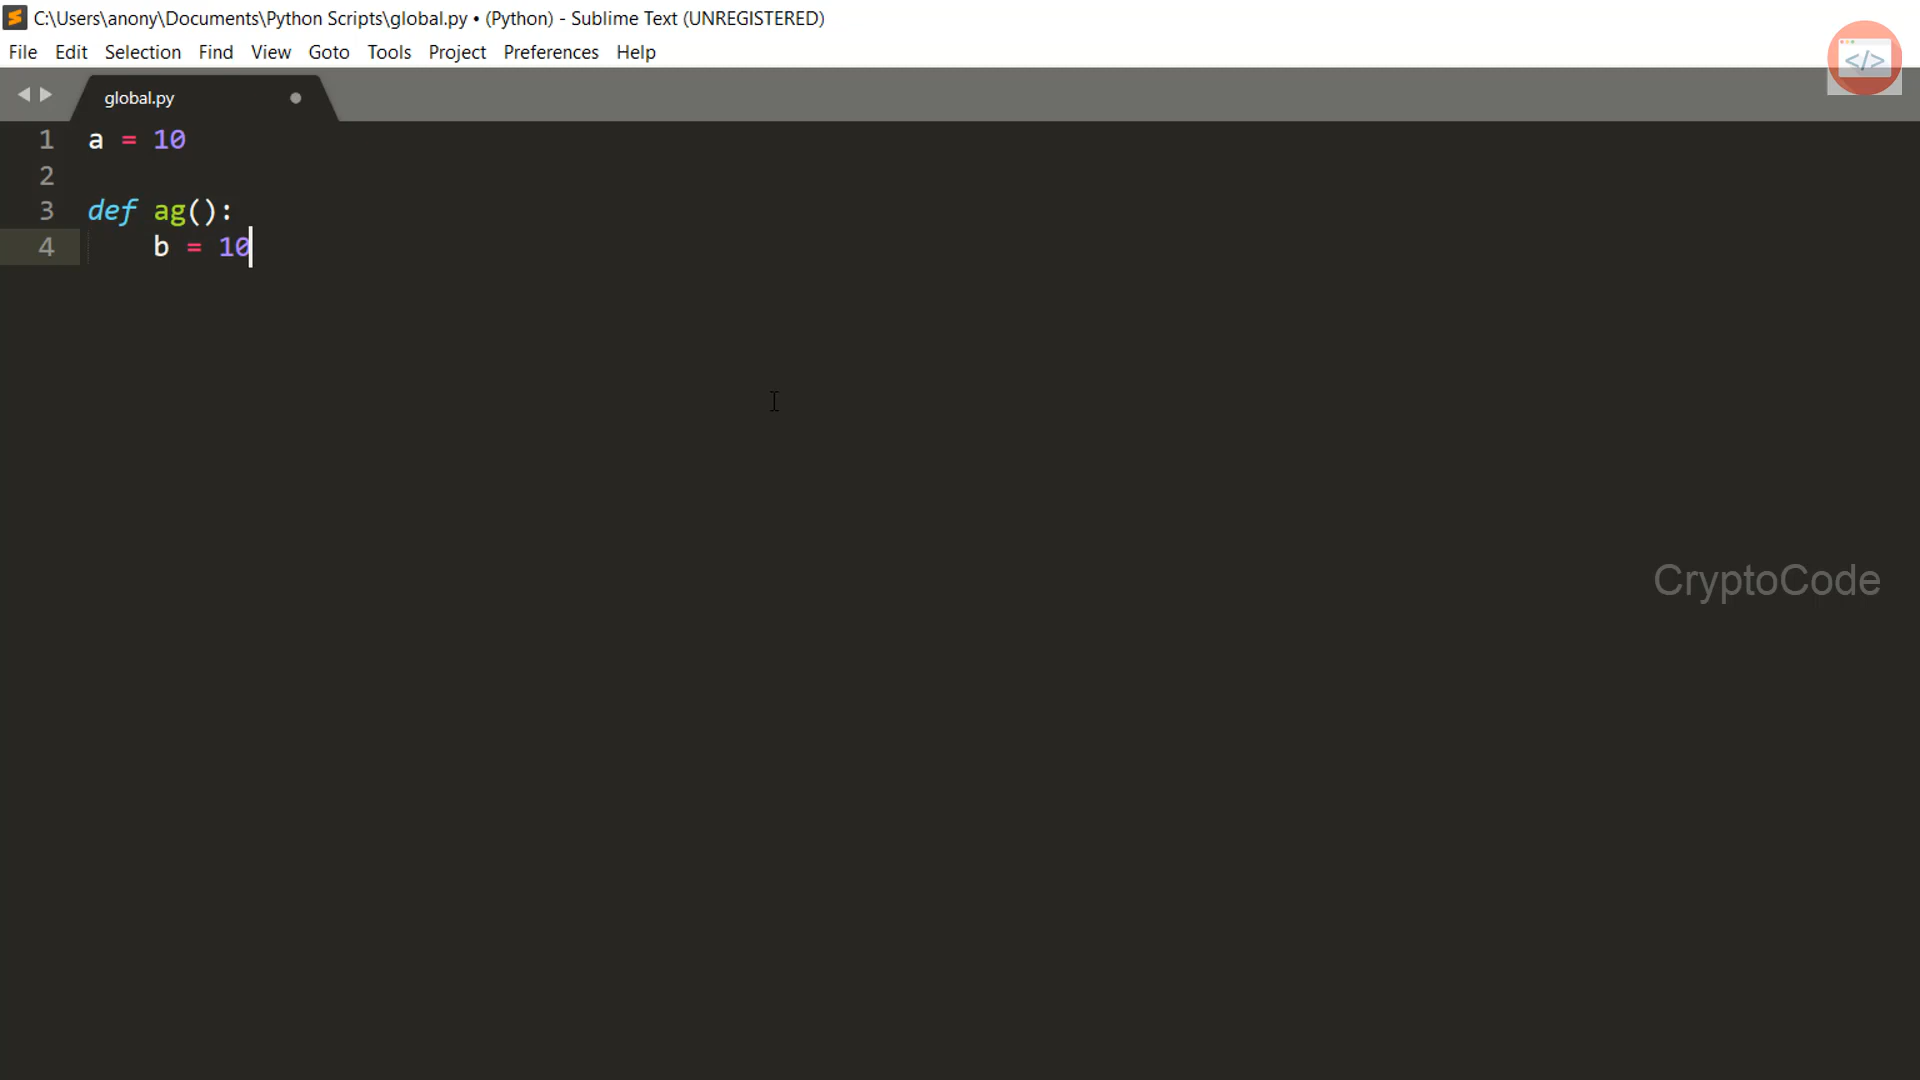 C:\Users\anony\Documents\Python Scripts\global.py • (Python) - Sublime Text (UNREGISTERED)
File Edit Selection Find View Goto Tools Project Preferences Help
</>
global.py
1 a = 10
2
3 def ag():
4     b = 10
CryptoCode